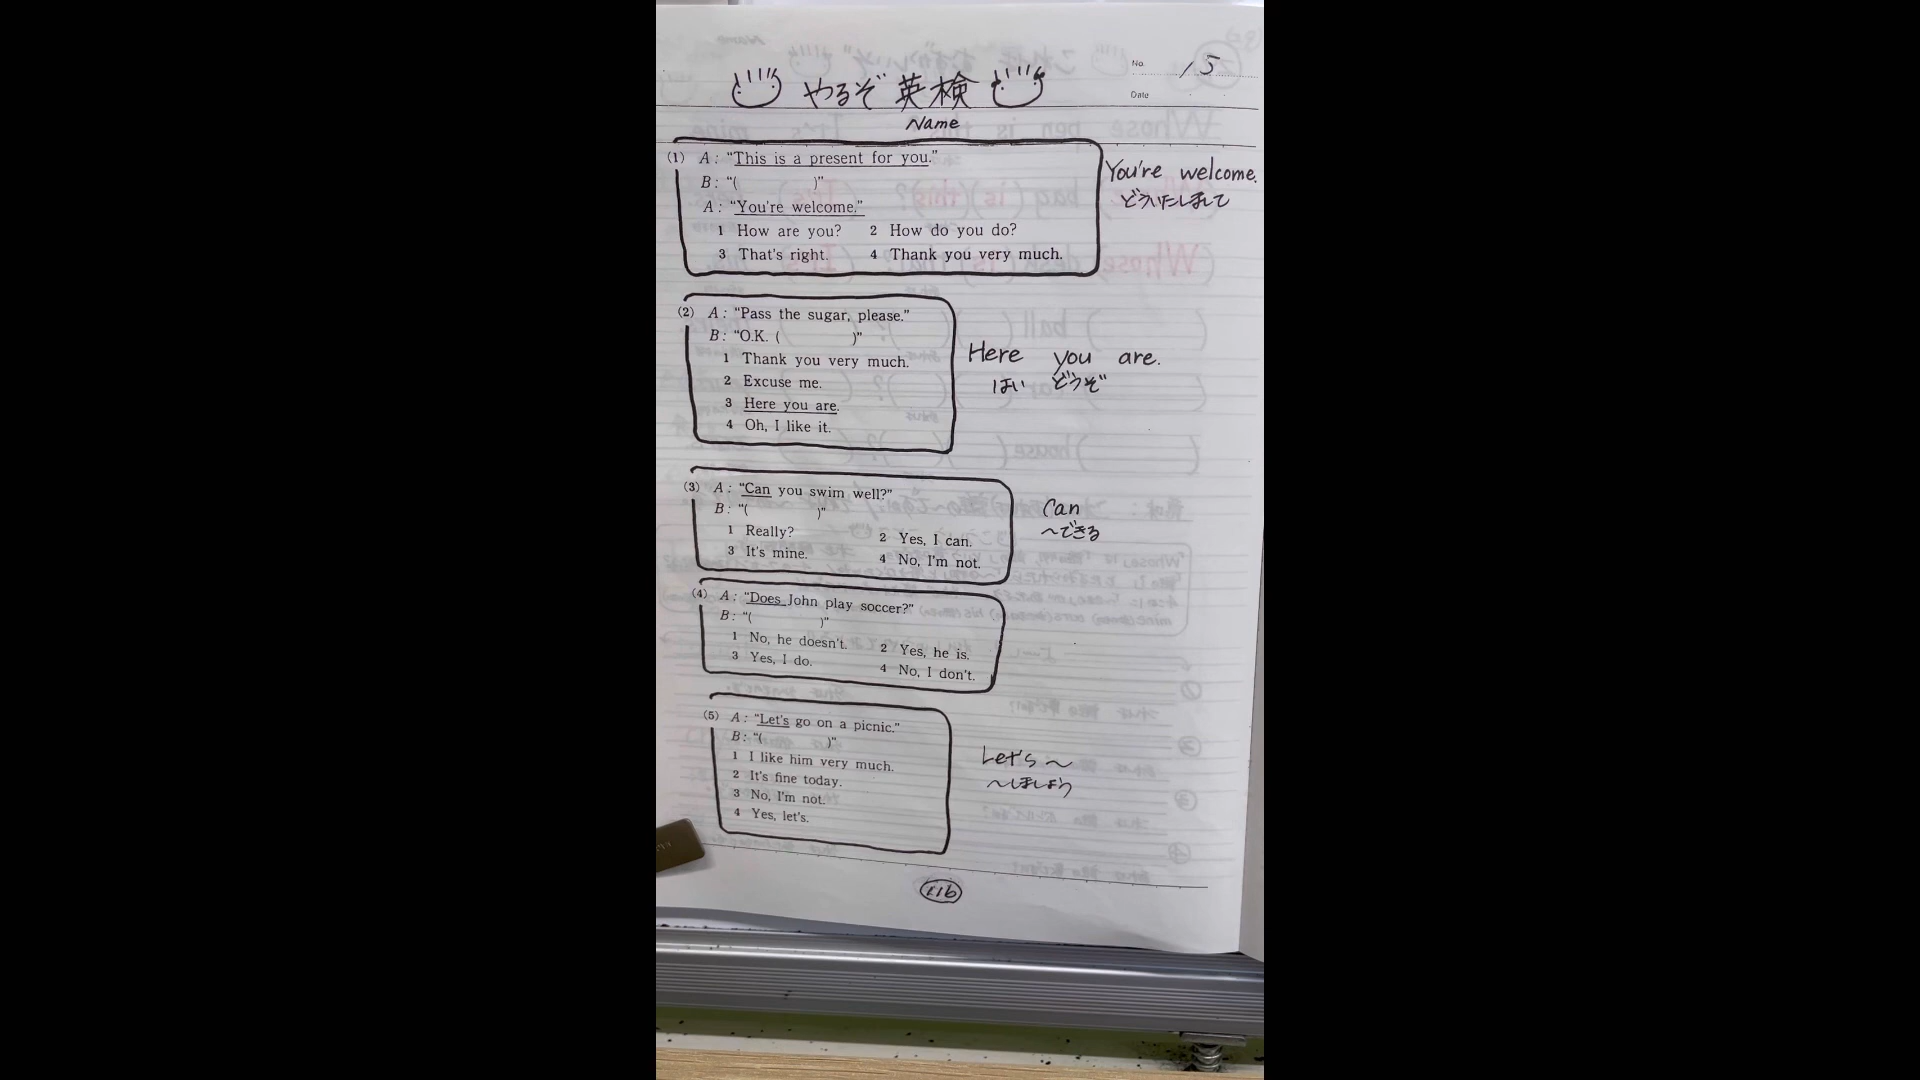 No. 15
やるぞ 英検
Date
Name
(1) A: "This is a present for you."
B: "( )"
A: "You're welcome."
1 How are you? 2 How do you do?
3 That's right. 4 Thank you very much.
You're welcome.
どういたしまして
(2) A: "Pass the sugar, please."
B: "O.K. ( )"
1 Thank you very much.
2 Excuse me.
3 Here you are.
4 Oh, I like it.
Here you are.
はい どうぞ
(3) A: "Can you swim well?"
B: "( )"
1 Really? 2 Yes, I can.
3 It's mine. 4 No, I'm not.
Can
〜できる
(4) A: "Does John play soccer?"
B: "( )"
1 No, he doesn't. 2 Yes, he is.
3 Yes, I do. 4 No, I don't.
(5) A: "Let's go on a picnic."
B: "( )"
1 I like him very much.
2 It's fine today.
3 No, I'm not.
4 Yes, let's.
Let's 〜
〜しましょう